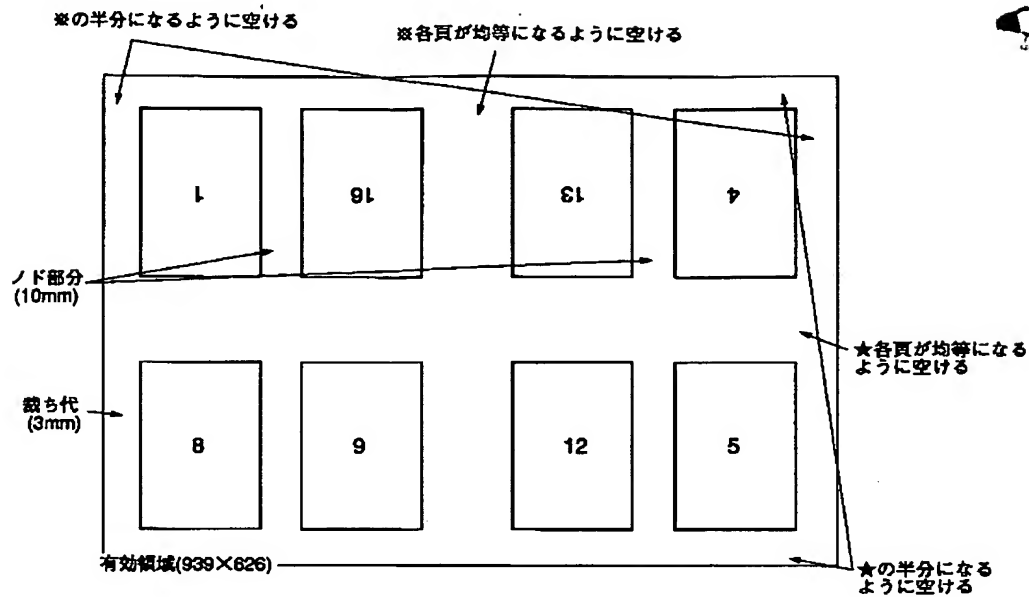 ※の半分になるように空ける
※各頁が均等になるように空ける
1
16
13
4
ノド部分
(10mm)
★各頁が均等になる
ように空ける
裁ち代
(3mm)
8
9
12
5
有効領域(939×626)
★の半分になる
ように空ける